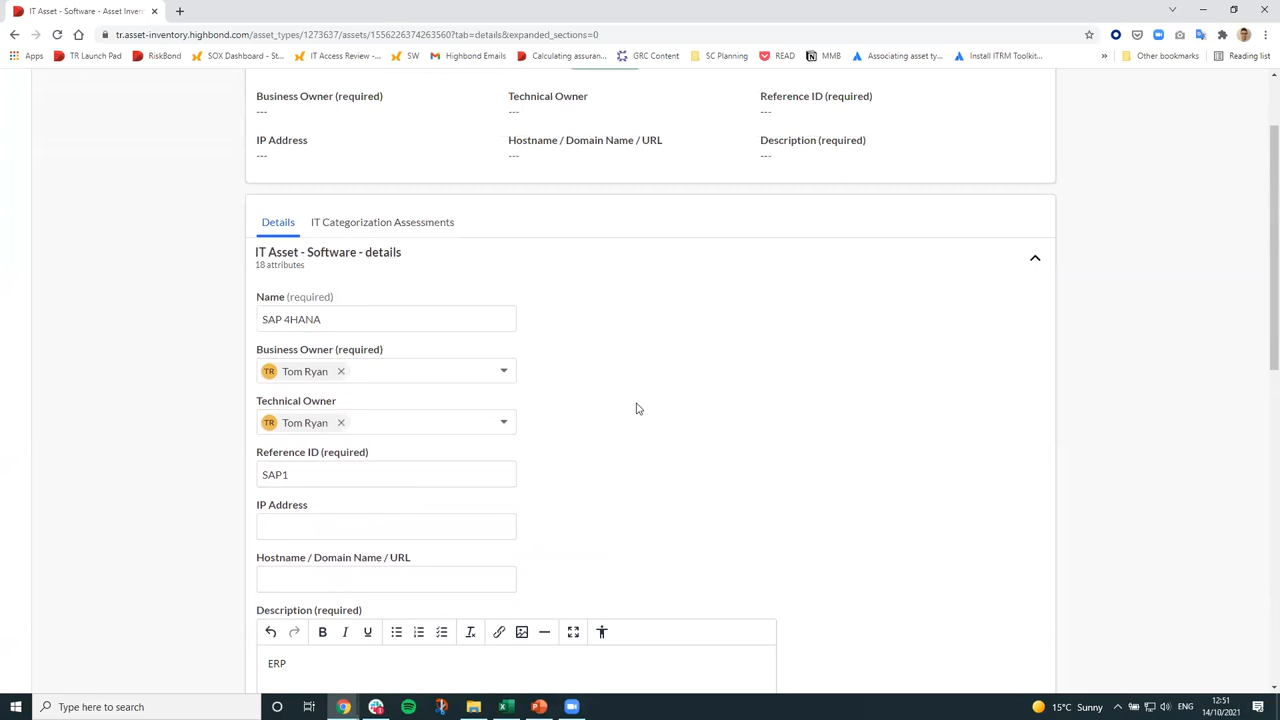 IT Asset - Software - Asset Inven
tr.asset-inventory.highbond.com/asset_types/1273637/assets/1556226374263560?tab=details&expanded_sections=0
Apps TR Launch Pad RiskBond SOX Dashboard - St... IT Access Review -... SW Highbond Emails Calculating assuran... GRC Content SC Planning READ MMB Associating asset ty... Install ITRM Toolkit... » Other bookmarks Reading list
Business Owner (required) Technical Owner Reference ID (required)
--- --- ---
IP Address Hostname / Domain Name / URL Description (required)
--- --- ---
Details IT Categorization Assessments
IT Asset - Software - details
18 attributes
Name (required)
SAP 4HANA
Business Owner (required)
TR Tom Ryan ×
Technical Owner
TR Tom Ryan ×
Reference ID (required)
SAP1
IP Address
Hostname / Domain Name / URL
Description (required)
B I U
ERP
Type here to search
15°C Sunny ENG 12:51
14/10/2021